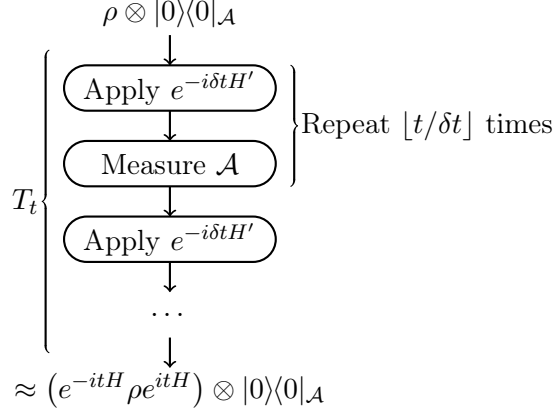 ρ ⊗ |0⟩⟨0|_𝒜
Apply e^{-iδtH′}
Measure 𝒜
Repeat ⌊t/δt⌋ times
T_t
Apply e^{-iδtH′}
...
≈ (e^{-itH} ρe^{itH}) ⊗ |0⟩⟨0|_𝒜